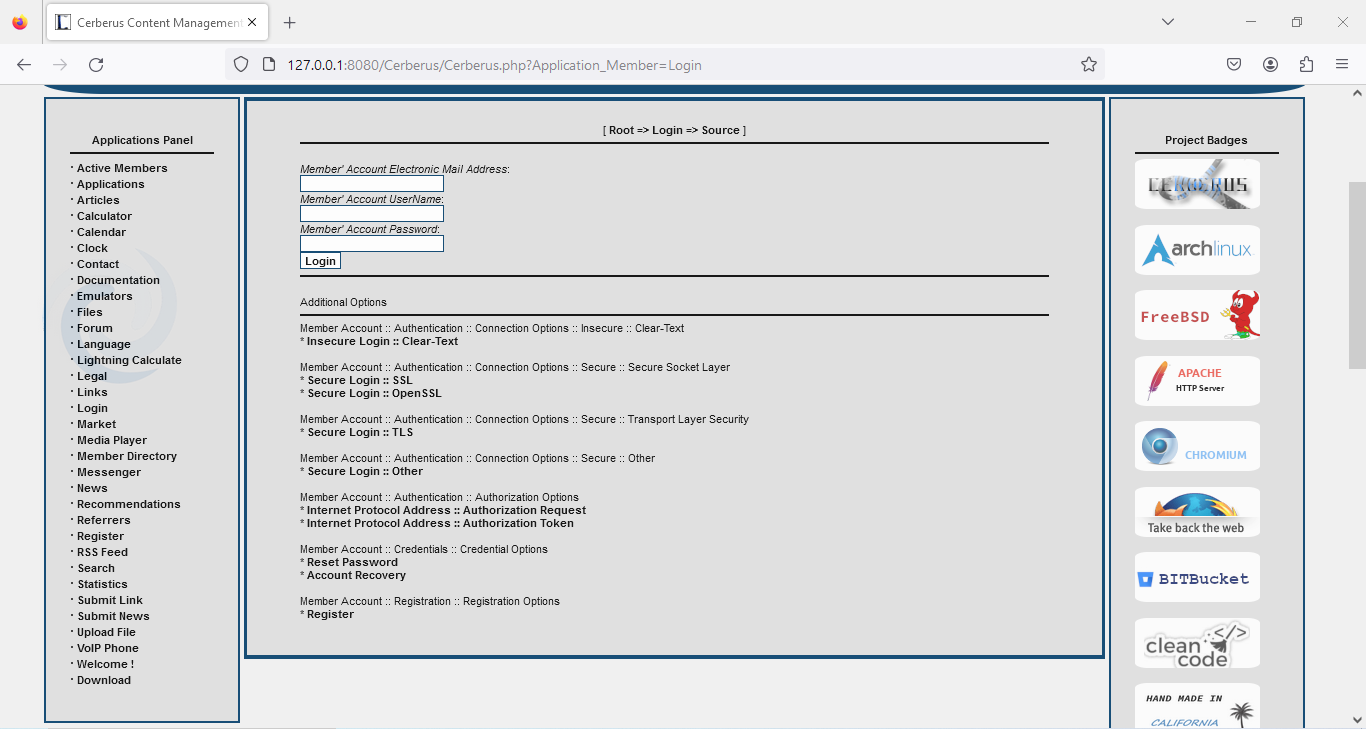 Cerberus Content Management
127.0.0.1:8080/Cerberus/Cerberus.php?Application_Member=Login
Applications Panel
· Active Members
· Applications
· Articles
· Calculator
· Calendar
· Clock
· Contact
· Documentation
· Emulators
· Files
· Forum
· Language
· Lightning Calculate
· Legal
· Links
· Login
· Market
· Media Player
· Member Directory
· Messenger
· News
· Recommendations
· Referrers
· Register
· RSS Feed
· Search
· Statistics
· Submit Link
· Submit News
· Upload File
· VoIP Phone
· Welcome !
· Download
[ Root => Login => Source ]
Member' Account Electronic Mail Address:
Member' Account UserName:
Member' Account Password:
Login
Additional Options
Member Account :: Authentication :: Connection Options :: Insecure :: Clear-Text
* Insecure Login :: Clear-Text
Member Account :: Authentication :: Connection Options :: Secure :: Secure Socket Layer
* Secure Login :: SSL
* Secure Login :: OpenSSL
Member Account :: Authentication :: Connection Options :: Secure :: Transport Layer Security
* Secure Login :: TLS
Member Account :: Authentication :: Connection Options :: Secure :: Other
* Secure Login :: Other
Member Account :: Authentication :: Authorization Options
* Internet Protocol Address :: Authorization Request
* Internet Protocol Address :: Authorization Token
Member Account :: Credentials :: Credential Options
* Reset Password
* Account Recovery
Member Account :: Registration :: Registration Options
* Register
Project Badges
CERBERUS
archlinux
FreeBSD
APACHE
HTTP Server
CHROMIUM
Take back the web
BITBucket
clean
code
HAND MADE IN
CALIFORNIA